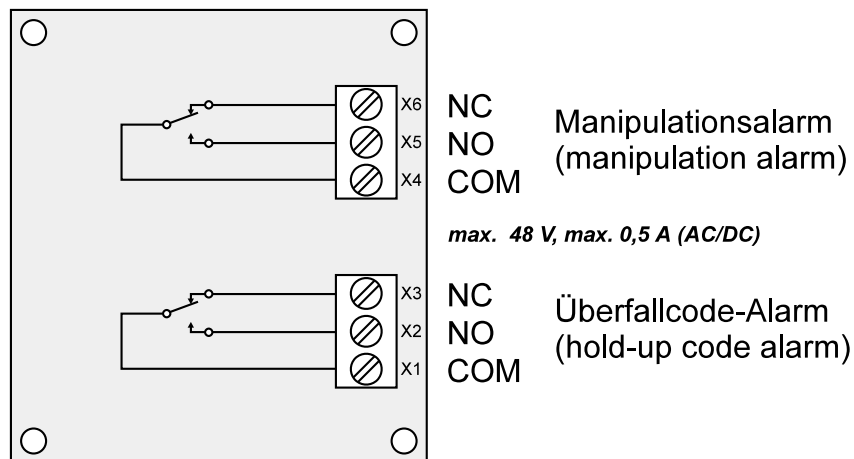 X6 NC
X5 NO
X4 COM
Manipulationsalarm
(manipulation alarm)
max. 48 V, max. 0,5 A (AC/DC)
X3 NC
X2 NO
X1 COM
Überfallcode-Alarm
(hold-up code alarm)